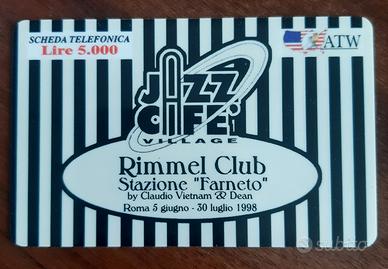 SCHEDA TELEFONICA
Lire 5.000
ATW
JAZZ
CAFE'
VILLAGE
Rimmel Club
Stazione "Farneto"
by Claudio Vietnam & Dean
Roma 5 giugno - 30 luglio 1998
subito